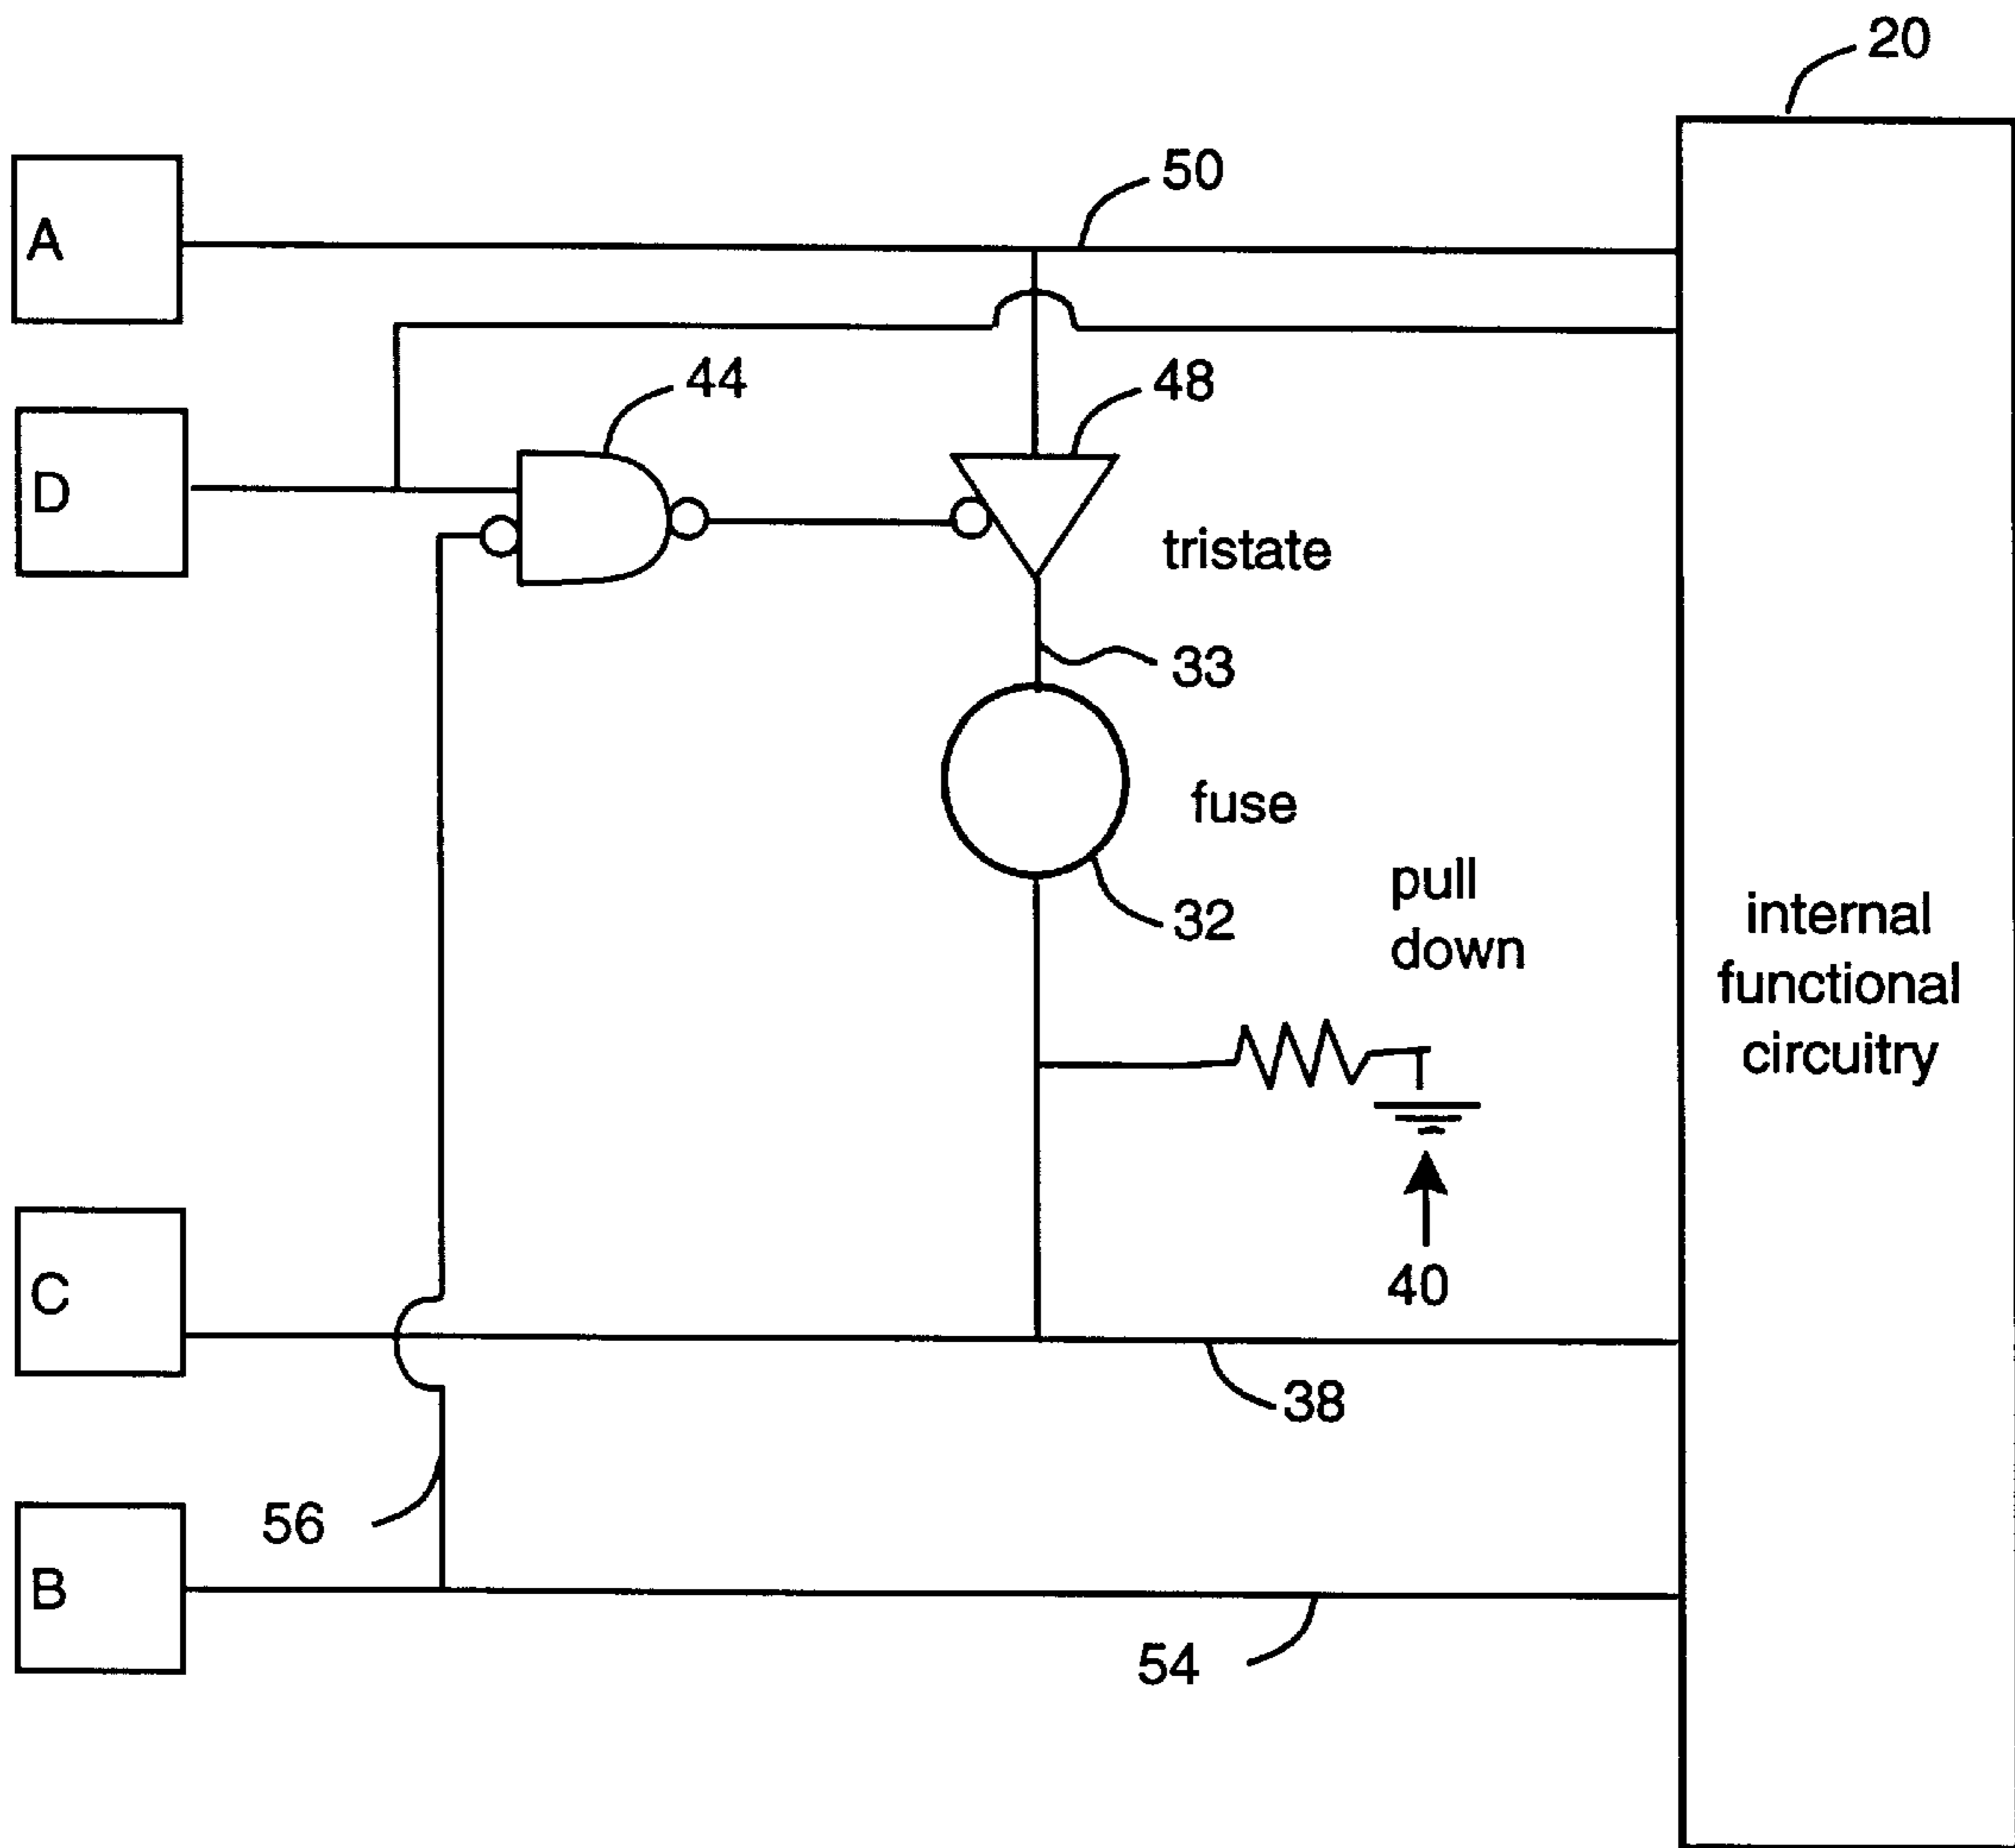 20
50
A
44
48
D
tristate
33
fuse
32
pull
down
internal
functional
circuitry
40
C
38
56
B
54